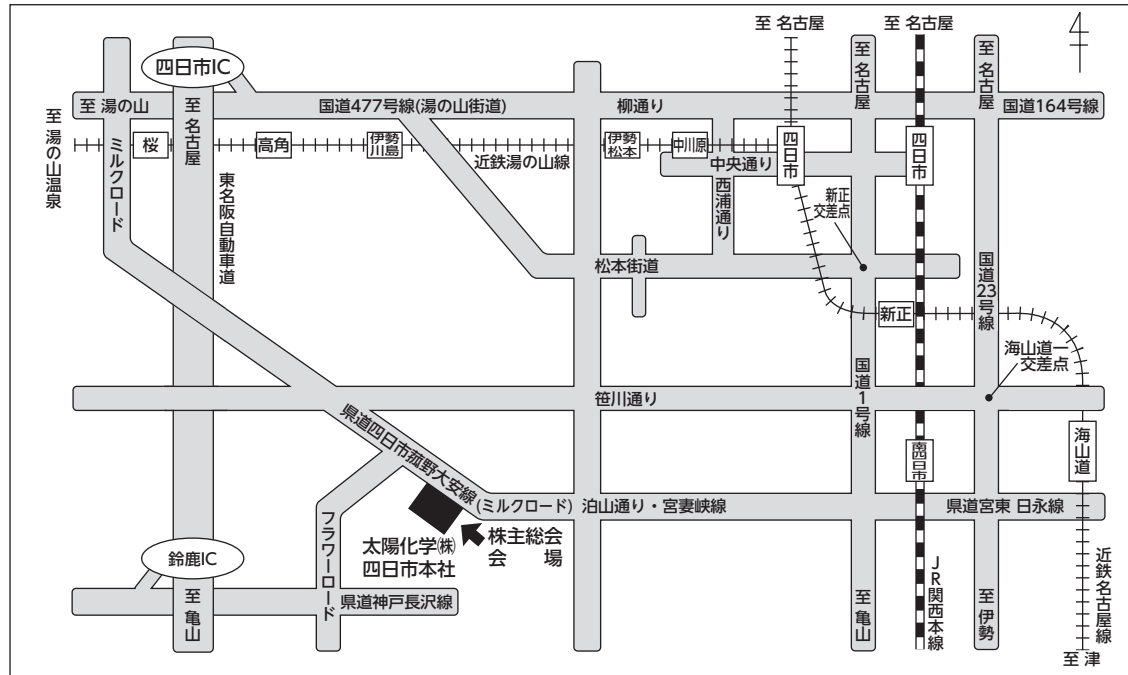 至 名古屋
至 名古屋
四日市IC
至 名古屋
至 名古屋
至 湯の山
至 名古屋
国道477号線(湯の山街道)
柳通り
国道164号線
至 湯の山温泉
ミルクロード
桜
高角
伊勢川島
近鉄湯の山線
伊勢松本
中川原
四日市
四日市
中央通り
西浦通り
東名阪自動車道
新正
交差点
松本街道
国道23号線
新正
海山道一
交差点
国道1号線
笹川通り
海山道
県道四日市菰野大安線
南四日市
(ミルクロード)
泊山通り・宮妻峡線
県道宮東 日永線
フラワーロード
太陽化学㈱
四日市本社
株主総会
会 場
鈴鹿IC
至 亀山
県道神戸長沢線
至 亀山
JR関西本線
至 伊勢
近鉄名古屋線
至 津